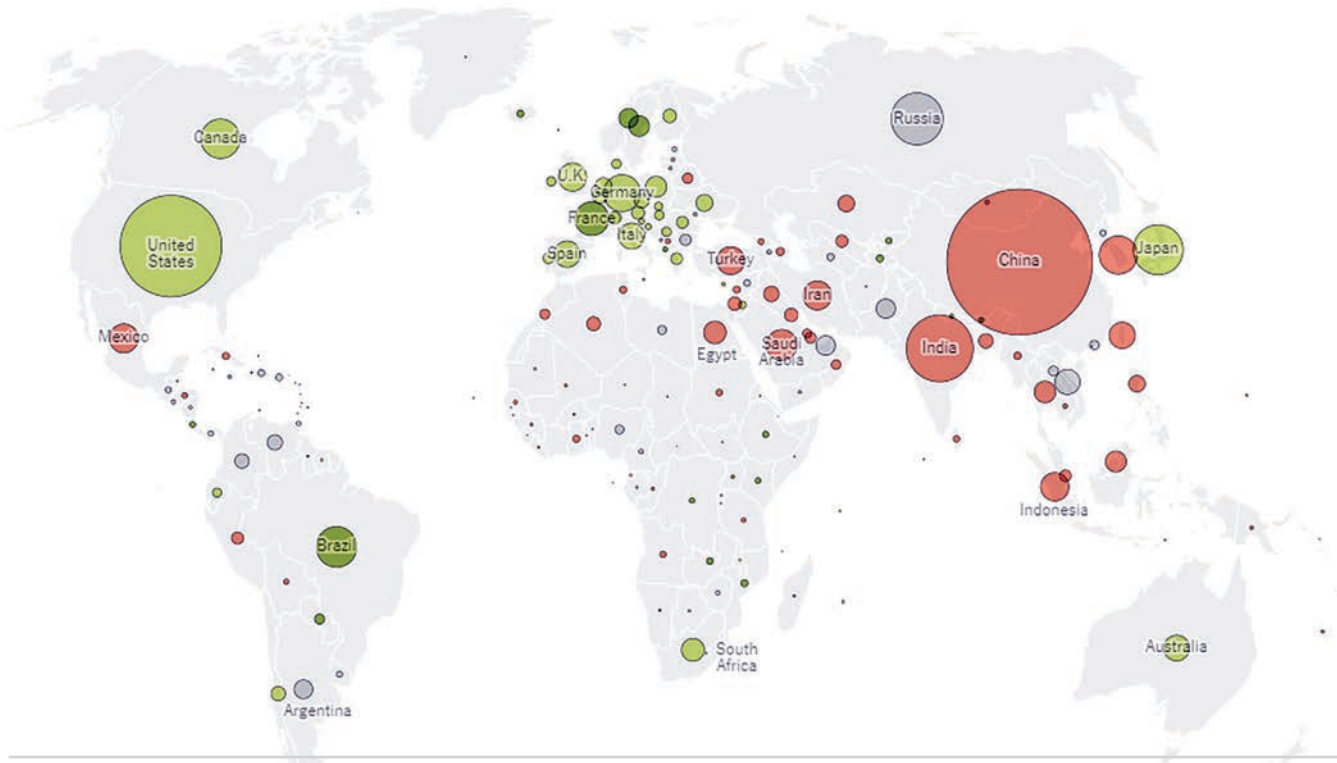 Russia
Canada
U.K.
Germany
France
Italy
United
States
Spain
Turkey
China
Japan
Iran
Mexico
Egypt
Saudi
Arabia
India
Indonesia
Brazil
South
Africa
Australia
Argentina